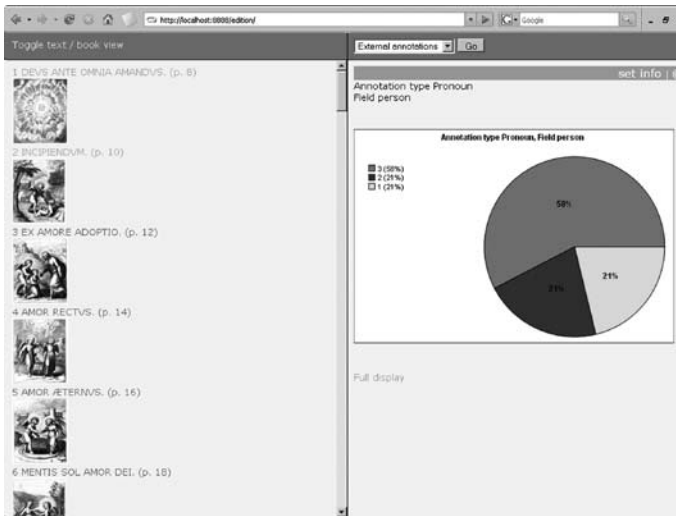 http://localhost:8080/edition/
Google
Toggle text / book view
External annotations
Go
1 DEVS ANTE OMNIA AMANDVS. (p. 8)
2 INCIPIENDVM. (p. 10)
3 EX AMORE ADOPTIO. (p. 12)
4 AMOR RECTVS. (p. 14)
5 AMOR ÆTERNVS. (p. 16)
6 MENTIS SOL AMOR DEI. (p. 18)
set info |
Annotation type Pronoun
Field person
Annotation type Pronoun, Field person
3 (58%)
2 (21%)
1 (21%)
58%
21%
21%
Full display